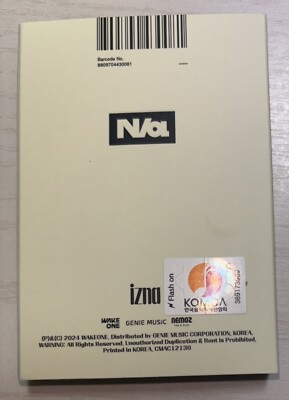 Barcode No.
8809704430081
N/a
izna
Flash on
KOMCA
WAKE
ONE
GENIE MUSIC
nemoz
(P)&(C) 2024 WAKEONE, Distributed by GENIE MUSIC CORPORATION, KOREA.
WARNING: All Rights Reserved. Unauthorized Duplication & Rent is Prohibited.
Printed in KOREA. CMAC12130